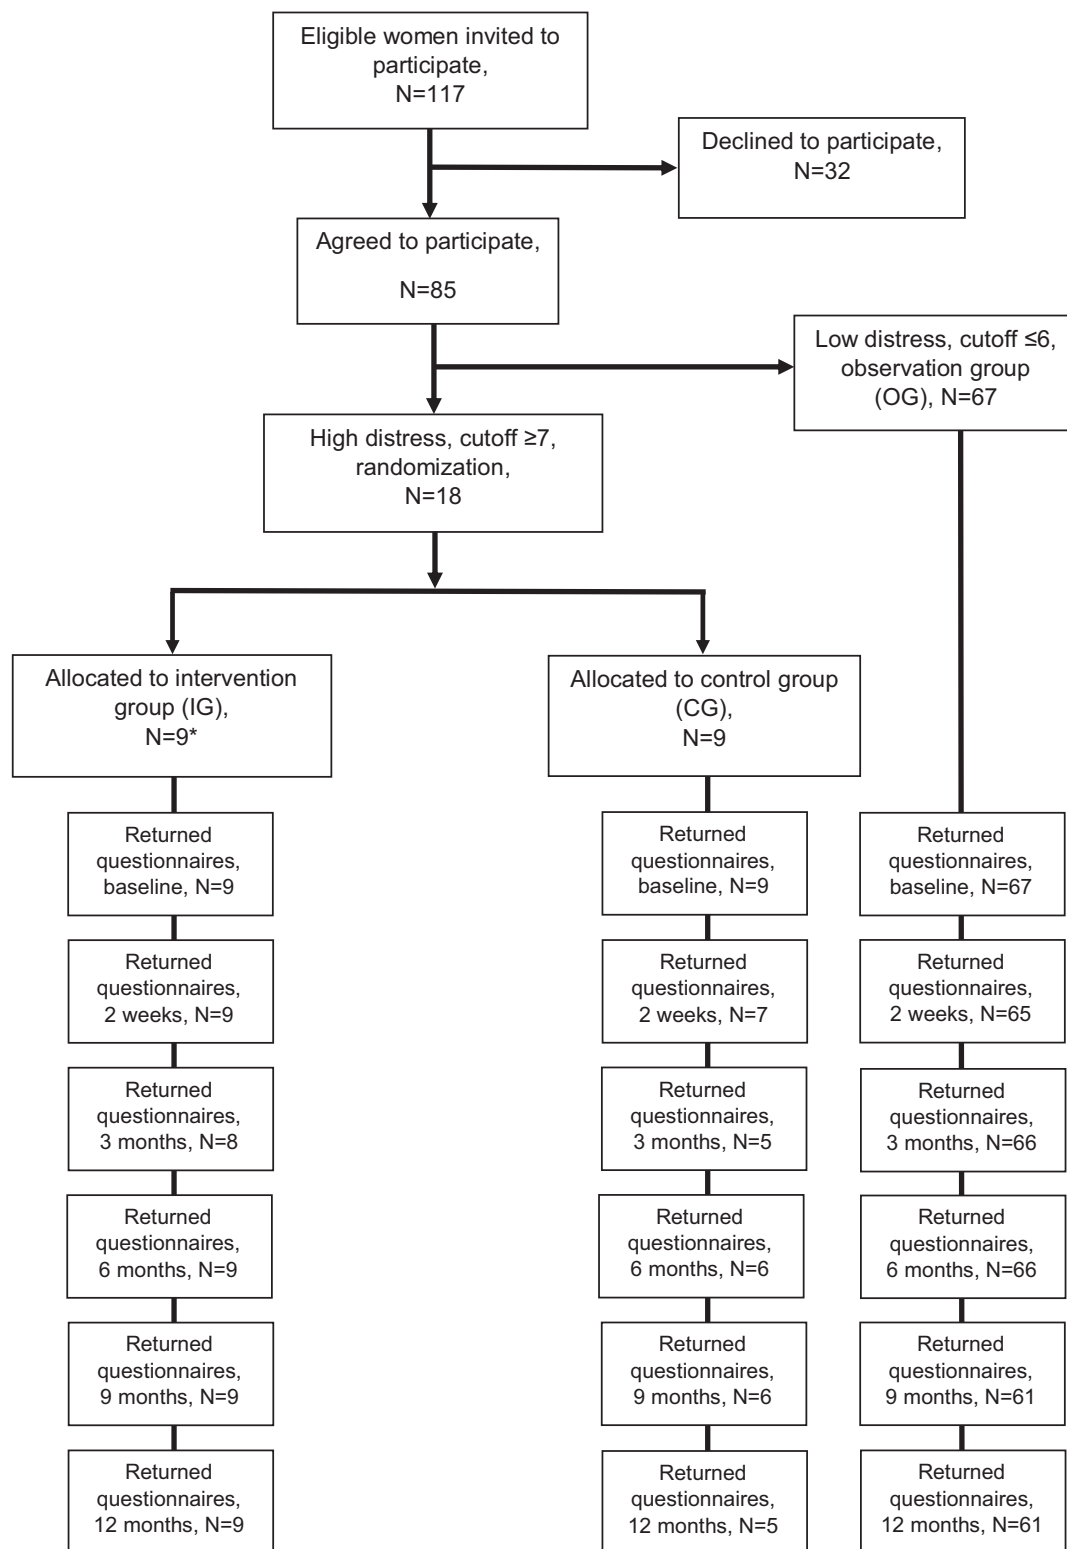 Eligible women invited to
participate,
N=117
Declined to participate,
N=32
Agreed to participate,
N=85
Low distress, cutoff ≤6,
observation group
(OG), N=67
High distress, cutoff ≥7,
randomization,
N=18
Allocated to intervention
group (IG),
N=9*
Allocated to control group
(CG),
N=9
Returned
questionnaires,
baseline, N=9
Returned
questionnaires,
baseline, N=9
Returned
questionnaires,
baseline, N=67
Returned
questionnaires,
2 weeks, N=9
Returned
questionnaires,
2 weeks, N=7
Returned
questionnaires,
2 weeks, N=65
Returned
questionnaires,
3 months, N=8
Returned
questionnaires,
3 months, N=5
Returned
questionnaires,
3 months, N=66
Returned
questionnaires,
6 months, N=9
Returned
questionnaires,
6 months, N=6
Returned
questionnaires,
6 months, N=66
Returned
questionnaires,
9 months, N=9
Returned
questionnaires,
9 months, N=6
Returned
questionnaires,
9 months, N=61
Returned
questionnaires,
12 months, N=9
Returned
questionnaires,
12 months, N=5
Returned
questionnaires,
12 months, N=61